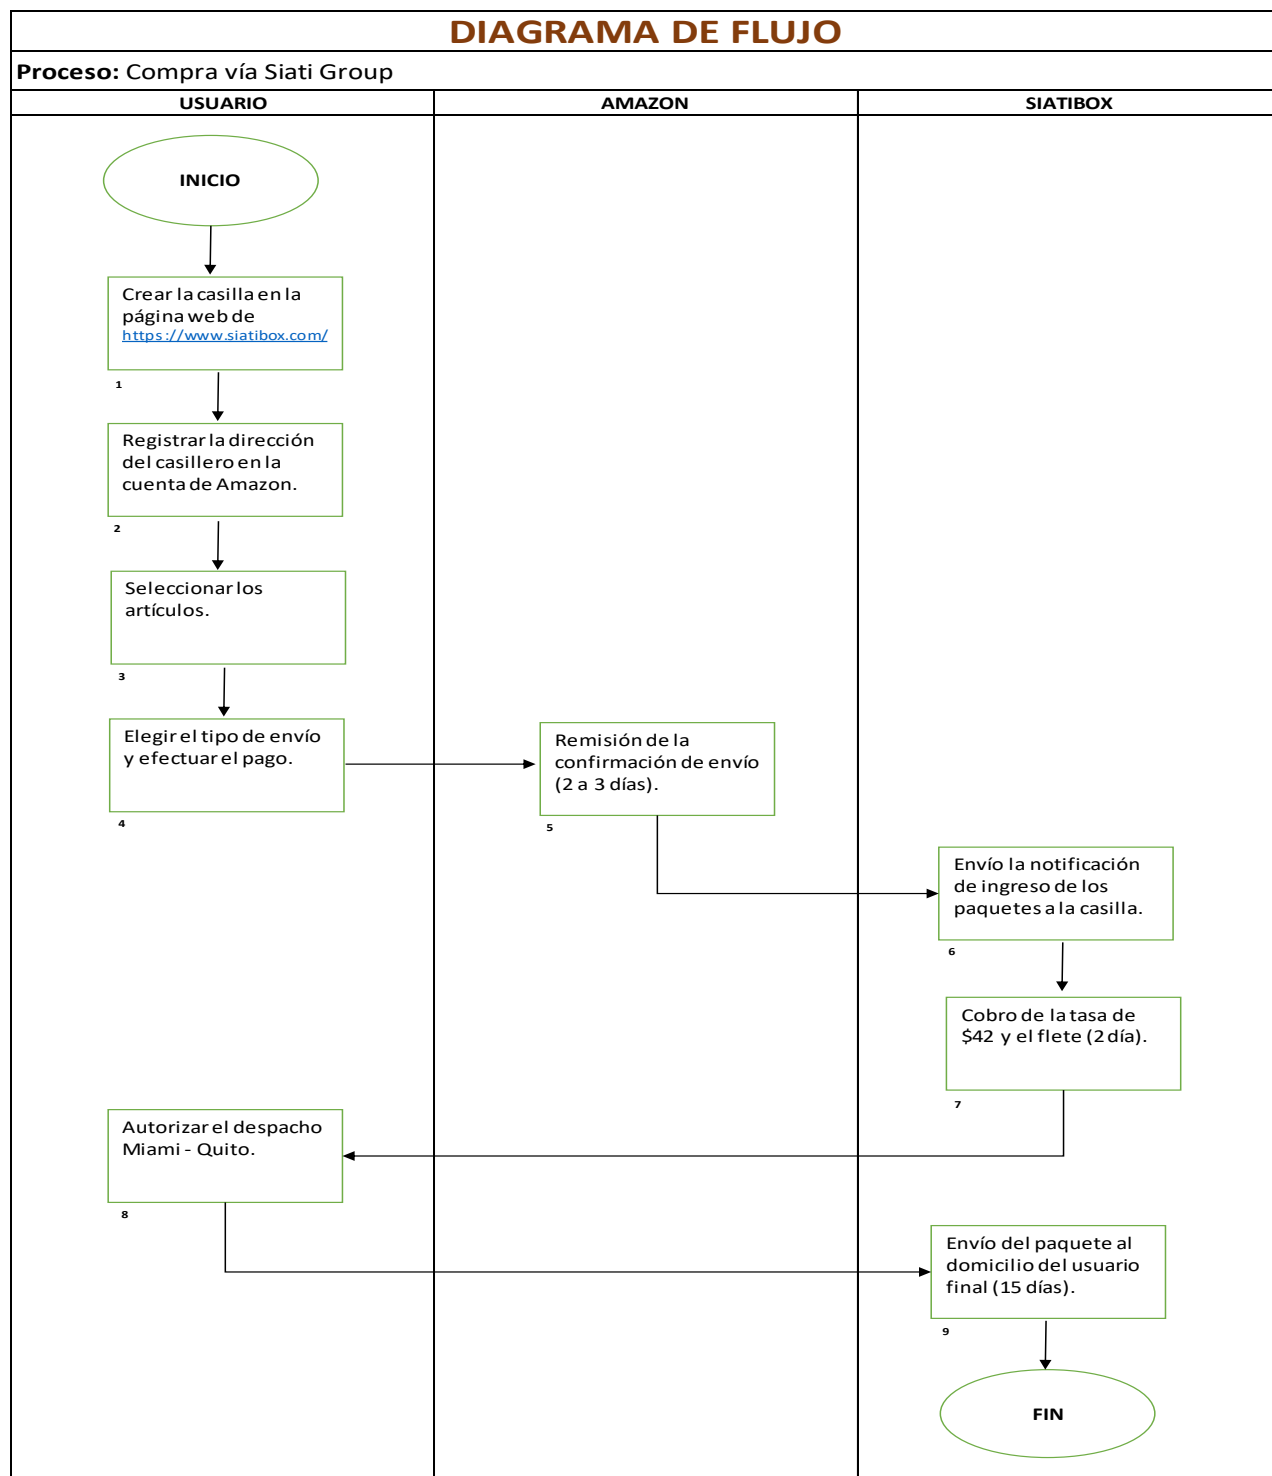 DIAGRAMA DE FLUJO
Proceso: Compra vía Siati Group
USUARIO
AMAZON
SIATIBOX
INICIO
Crear la casilla en la
página web de
https://www.siatibox.com/
1
Registrar la dirección
del casillero en la
cuenta de Amazon.
2
Seleccionar los
artículos.
3
Elegir el tipo de envío
y efectuar el pago.
4
Remisión de la
confirmación de envío
(2 a 3 días).
5
Envío la notificación
de ingreso de los
paquetes a la casilla.
6
Cobro de la tasa de
$42 y el flete (2 día).
7
Autorizar el despacho
Miami - Quito.
8
Envío del paquete al
domicilio del usuario
final (15 días).
9
FIN